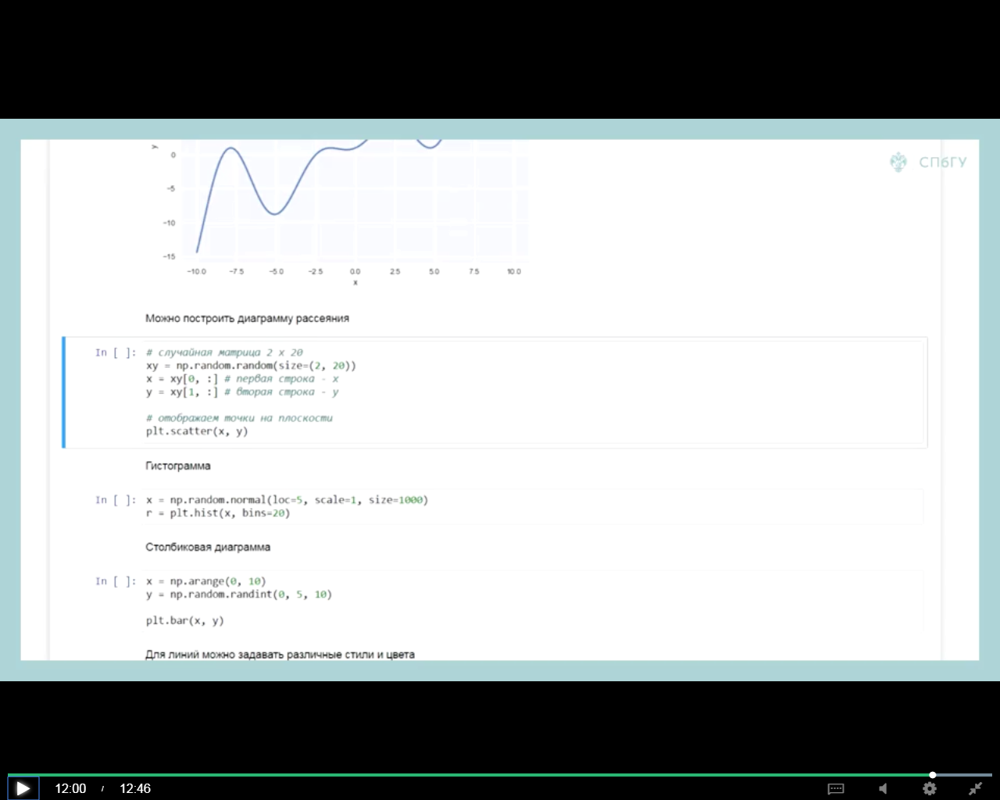 y
0
−5
−10
−15
−10.0 −7.5 −5.0 −2.5 0.0 2.5 5.0 7.5 10.0
x
СПбГУ
Можно построить диаграмму рассеяния
In [ ]: # случайная матрица 2 x 20
xy = np.random.random(size=(2, 20))
x = xy[0, :] # первая строка - x
y = xy[1, :] # вторая строка - y
# отображаем точки на плоскости
plt.scatter(x, y)
Гистограмма
In [ ]: x = np.random.normal(loc=5, scale=1, size=1000)
r = plt.hist(x, bins=20)
Столбиковая диаграмма
In [ ]: x = np.arange(0, 10)
y = np.random.randint(0, 5, 10)
plt.bar(x, y)
Для линий можно задавать различные стили и цвета
12:00 / 12:46